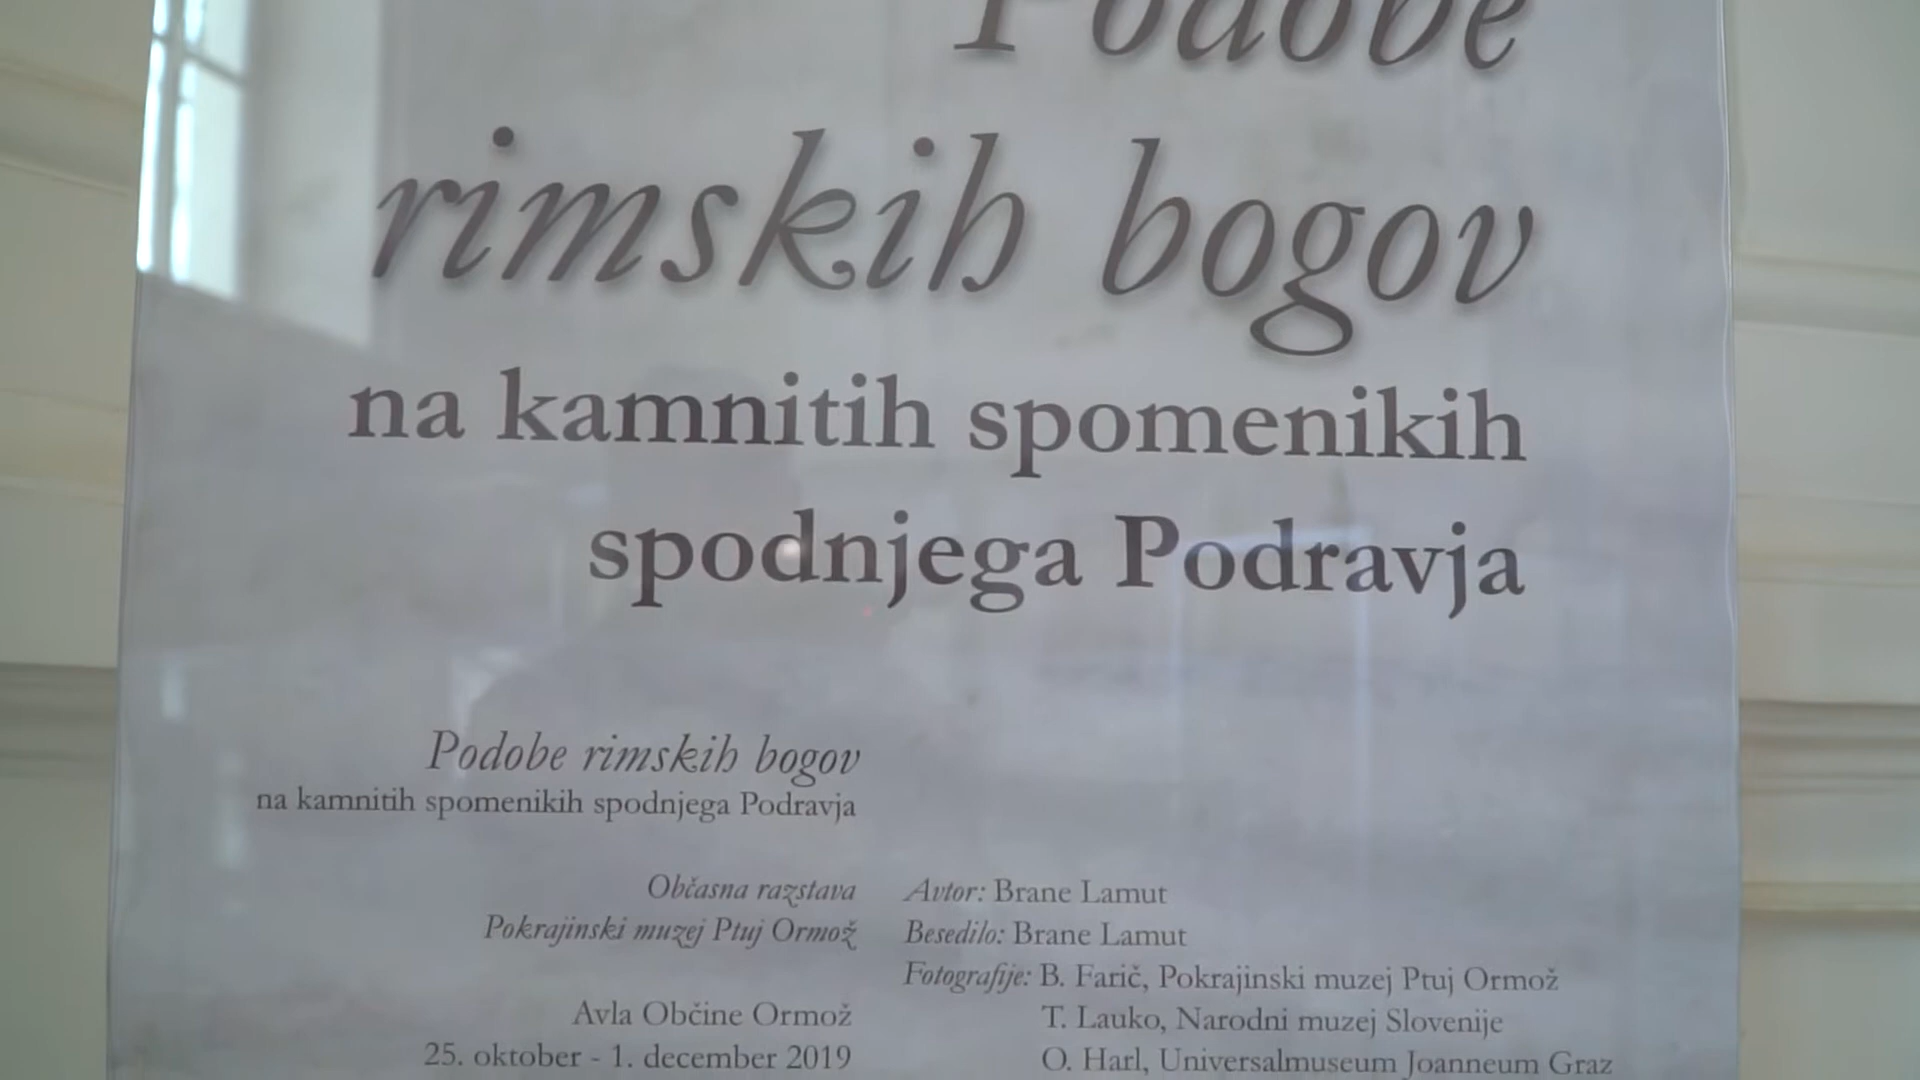 Podobe
rimskih bogov
na kamnitih spomenikih
spodnjega Podravja
Podobe rimskih bogov
na kamnitih spomenikih spodnjega Podravja
Občasna razstava
Pokrajinski muzej Ptuj Ormož
Avla Občine Ormož
25. oktober - 1. december 2019
Avtor: Brane Lamut
Besedilo: Brane Lamut
Fotografije: B. Farič, Pokrajinski muzej Ptuj Ormož
T. Lauko, Narodni muzej Slovenije
O. Harl, Universalmuseum Joanneum Graz